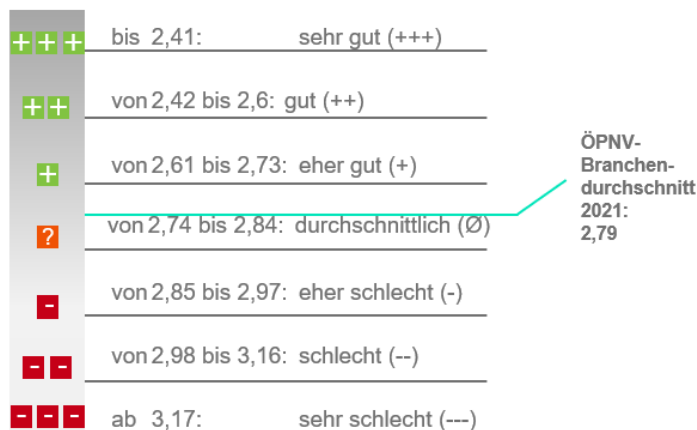 +++ bis 2,41: sehr gut (+++)
++ von 2,42 bis 2,6: gut (++)
+ von 2,61 bis 2,73: eher gut (+)
? von 2,74 bis 2,84: durchschnittlich (Ø)
- von 2,85 bis 2,97: eher schlecht (-)
-- von 2,98 bis 3,16: schlecht (--)
--- ab 3,17: sehr schlecht (---)
ÖPNV-
Branchen-
durchschnitt
2021:
2,79